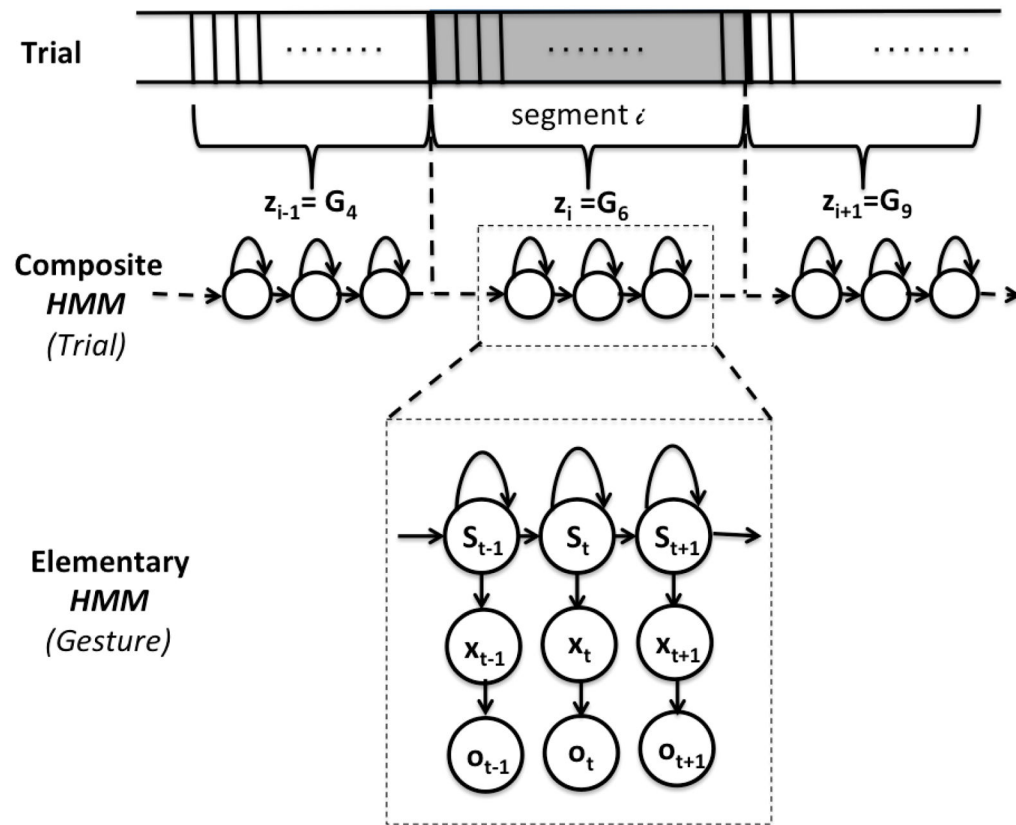 Trial
. . . . . . .
. . . . . . .
. . . . . . .
segment i
z_{i-1}= G_4
z_i =G_6
z_{i+1}=G_9
Composite
HMM
(Trial)
Elementary
HMM
(Gesture)
S_{t-1} S_t S_{t+1}
x_{t-1} x_t x_{t+1}
o_{t-1} o_t o_{t+1}